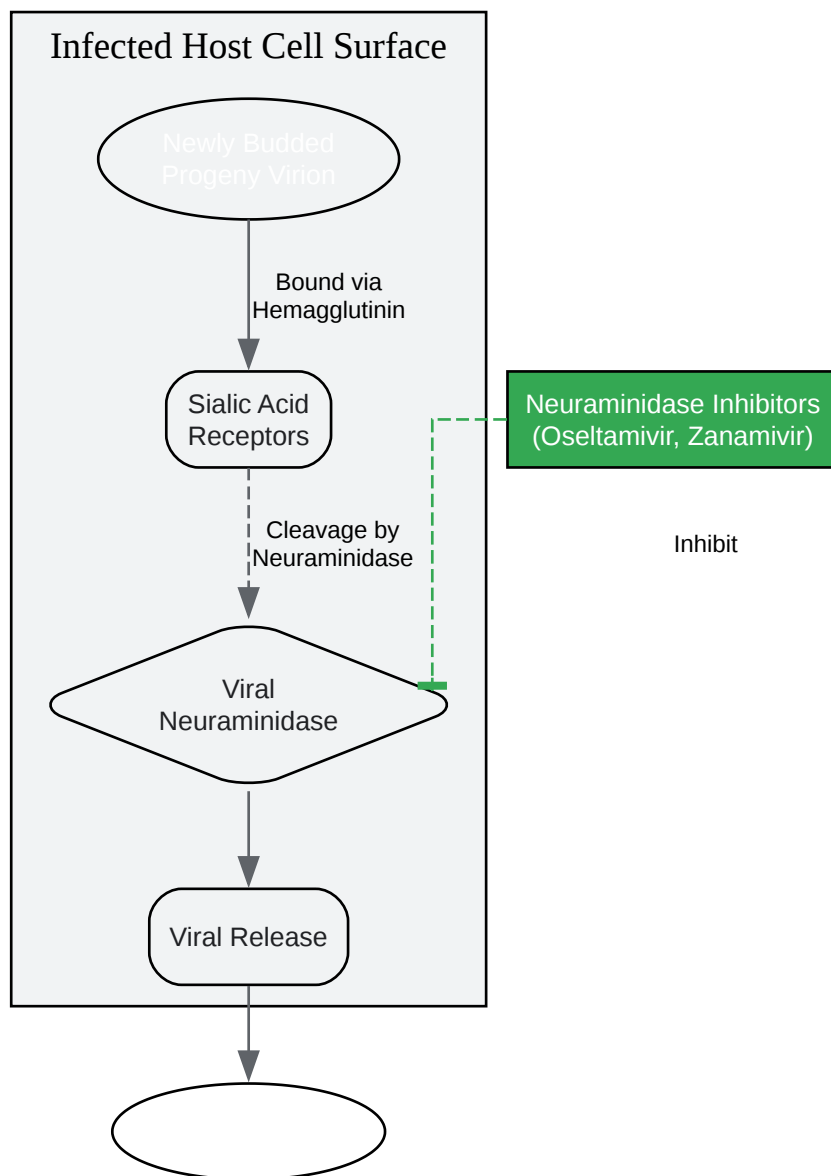 Infected Host Cell Surface
Newly Budded
Progeny Virion
Bound via
Hemagglutinin
Sialic Acid
Receptors
Neuraminidase Inhibitors
(Oseltamivir, Zanamivir)
Cleavage by
Neuraminidase
Inhibit
Viral
Neuraminidase
Viral Release